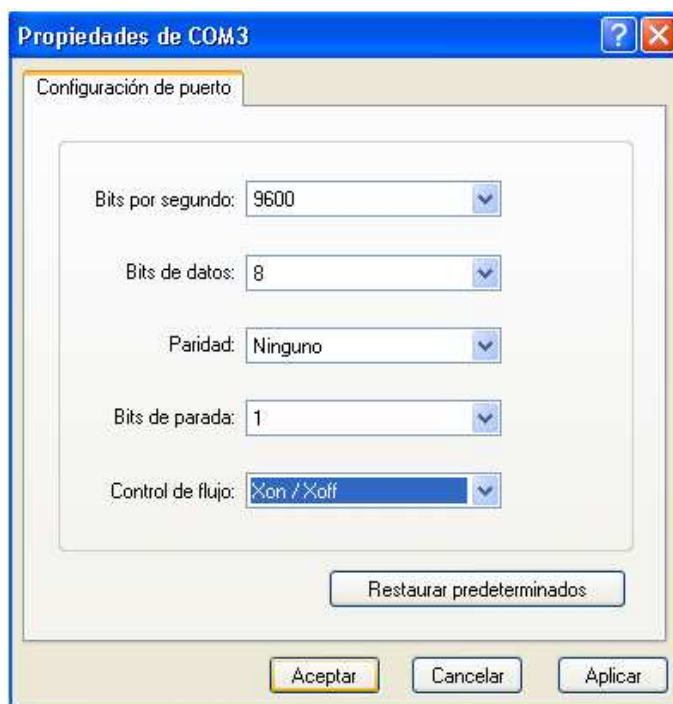 Propiedades de COM3
Configuración de puerto
Bits por segundo: 9600
Bits de datos: 8
Paridad: Ninguno
Bits de parada: 1
Control de flujo: Xon / Xoff
Restaurar predeterminados
Aceptar Cancelar Aplicar